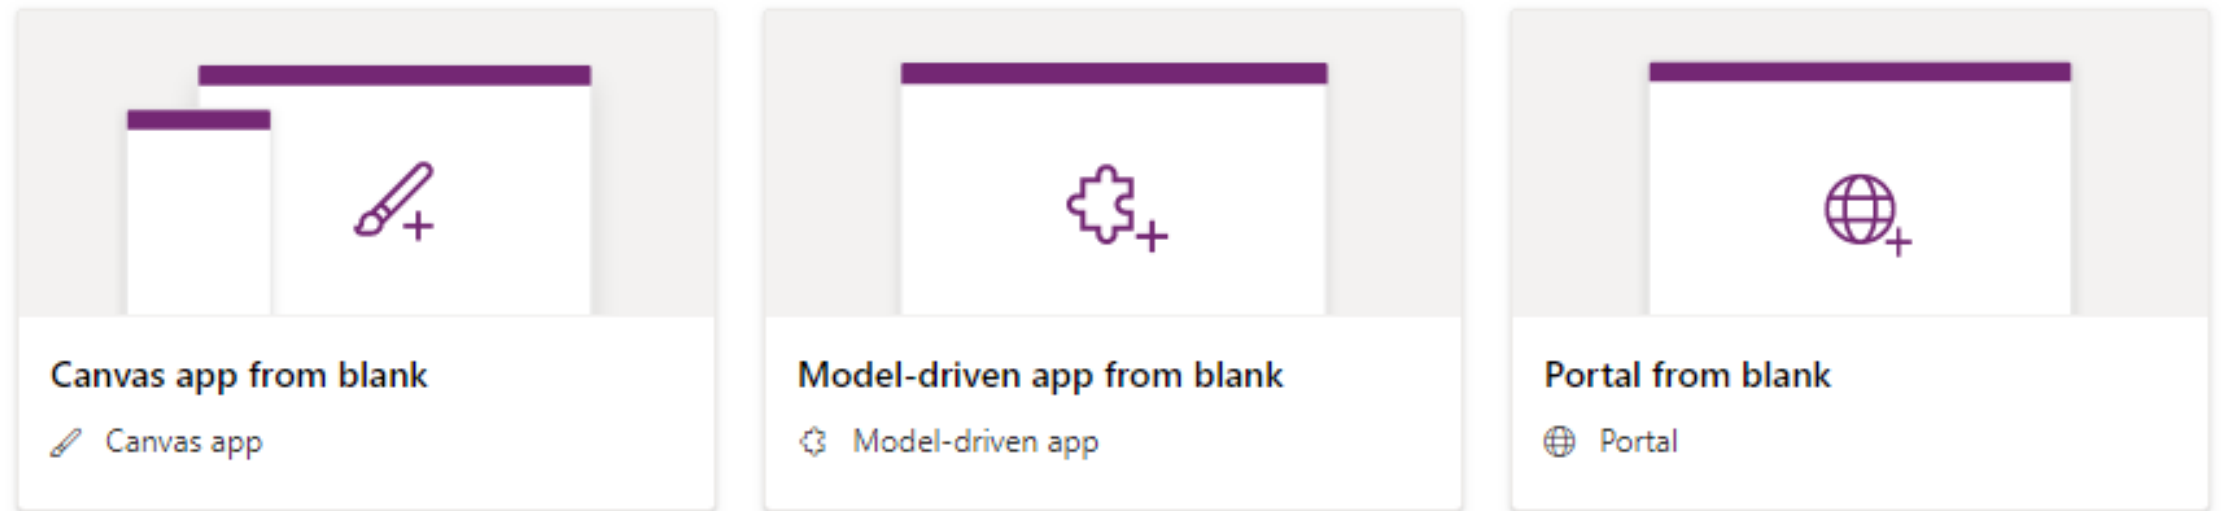 Canvas app from blank
Canvas app
Model-driven app from blank
Model-driven app
Portal from blank
Portal